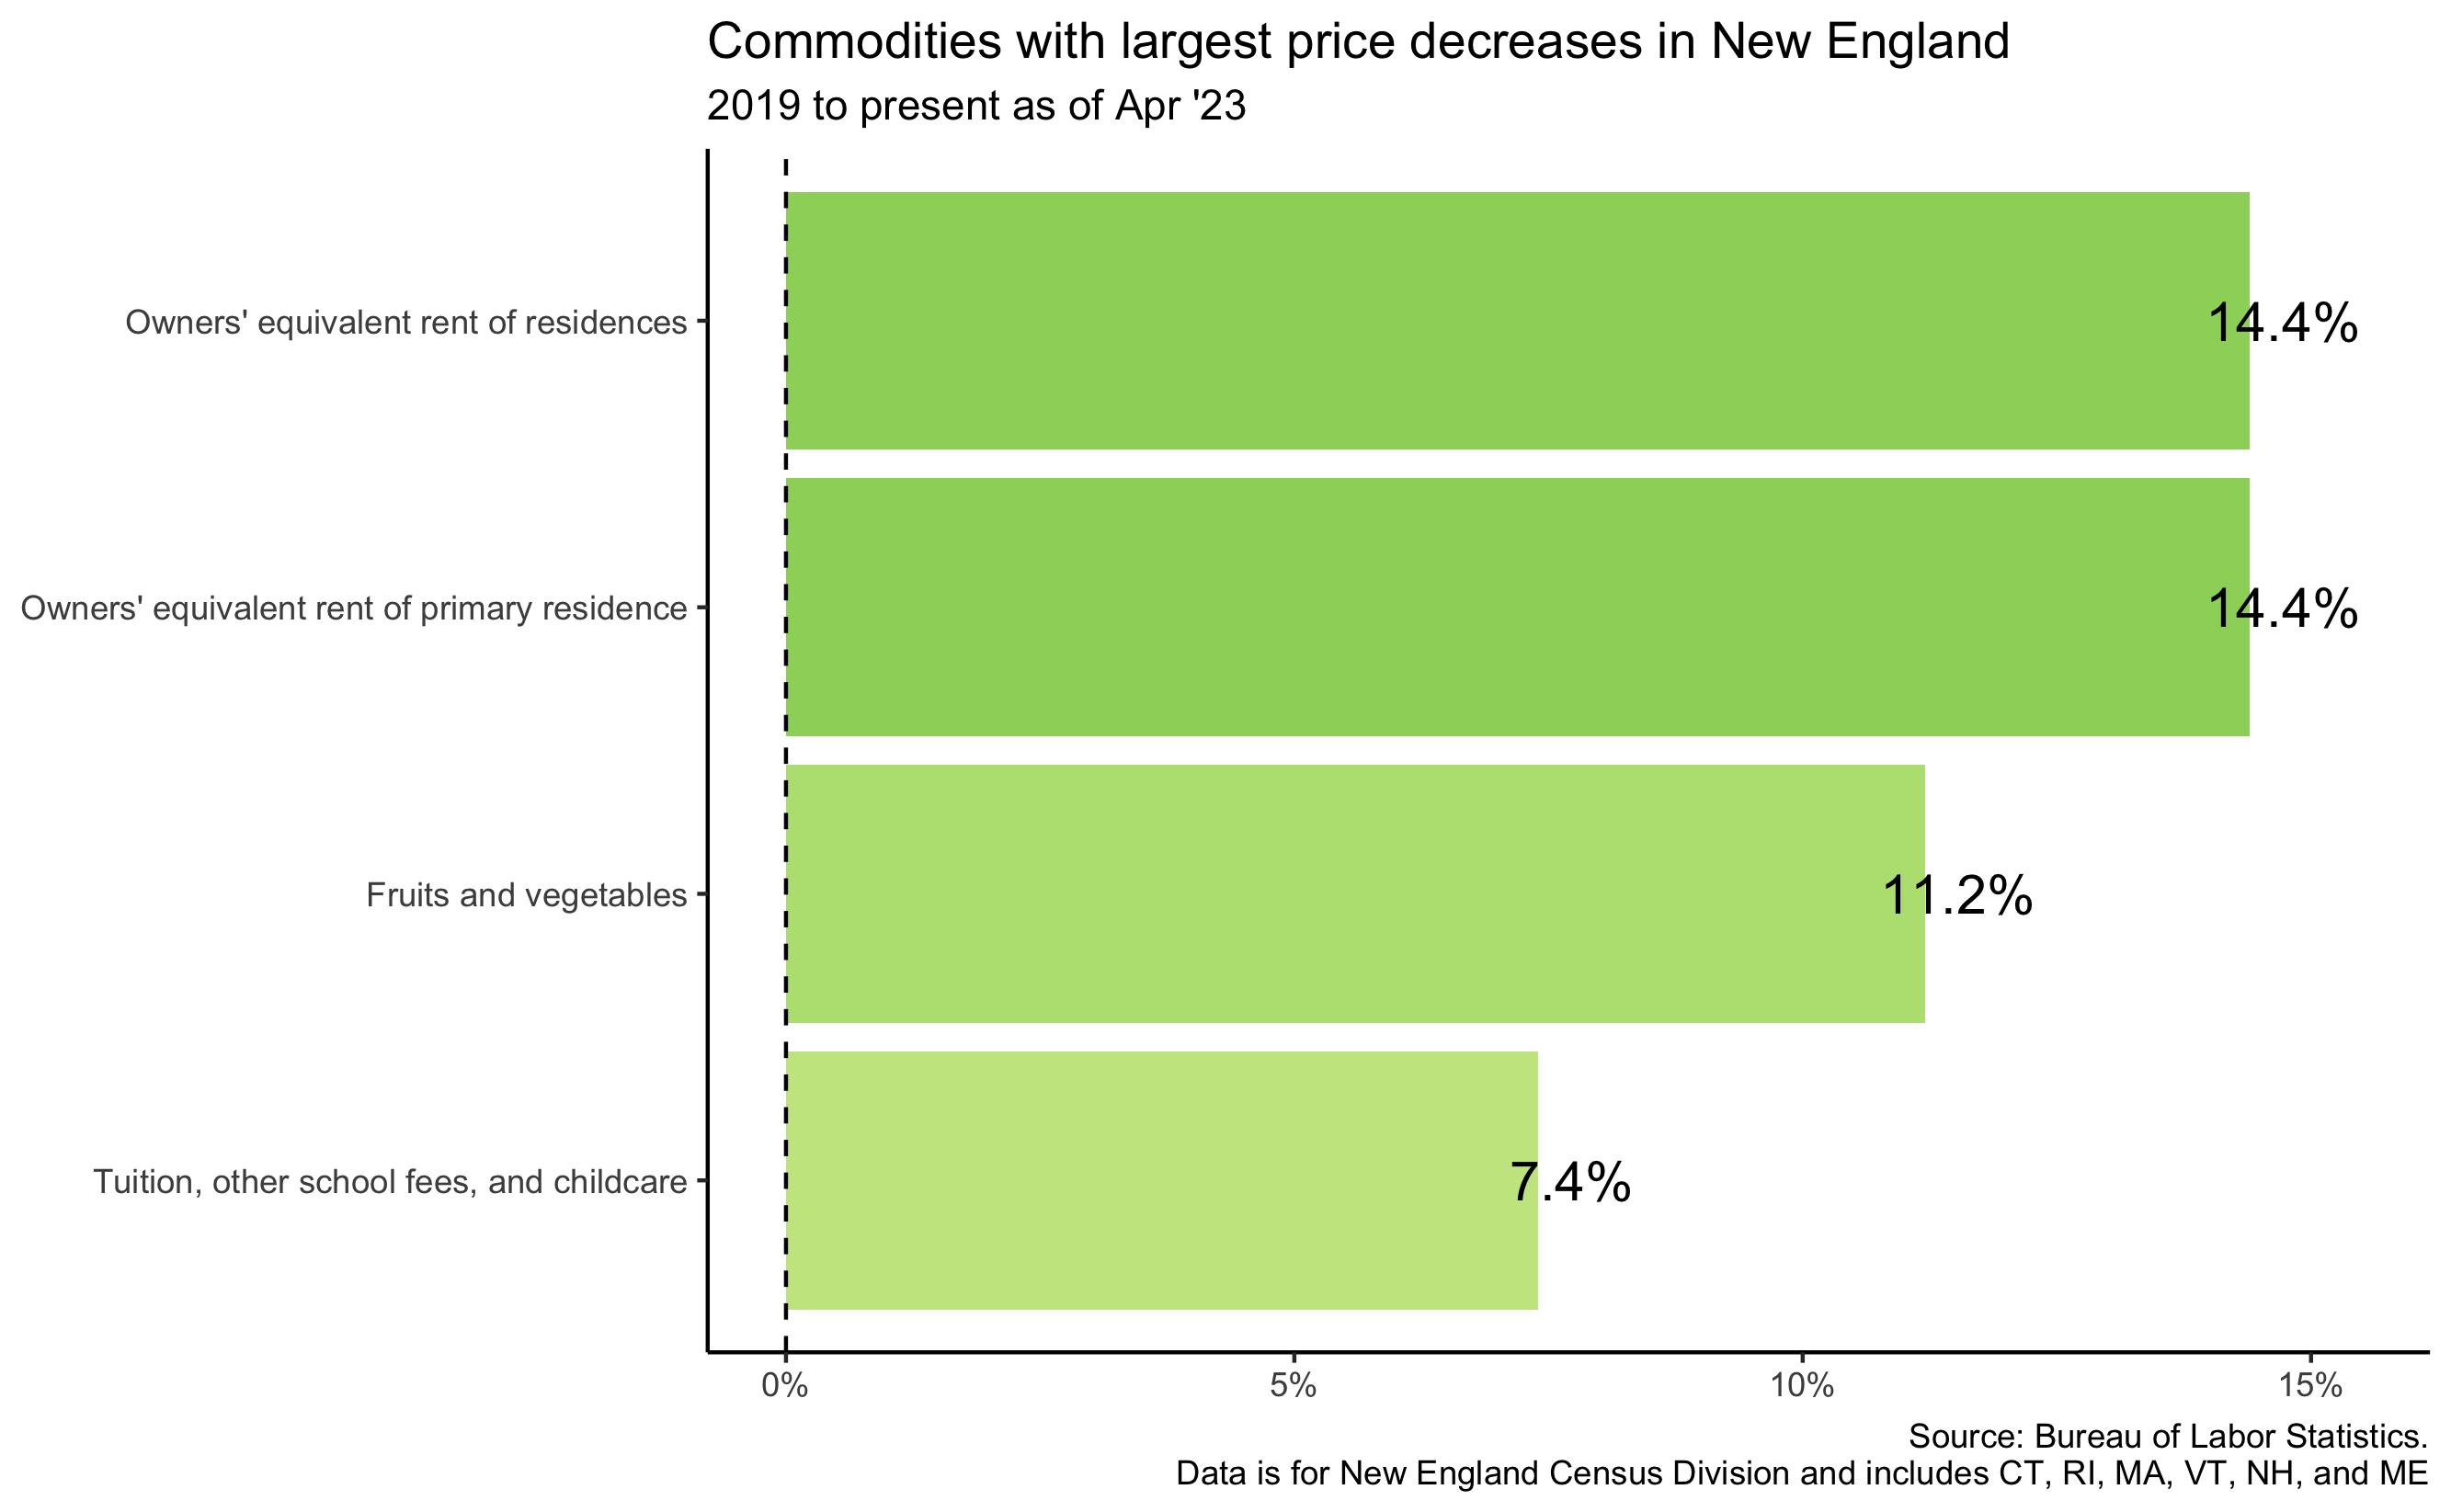 Commodities with largest price decreases in New England
2019 to present as of Apr '23
Owners' equivalent rent of residences
14.4%
Owners' equivalent rent of primary residence
14.4%
Fruits and vegetables
11.2%
Tuition, other school fees, and childcare
7.4%
0%
5%
10%
15%
Source: Bureau of Labor Statistics.
Data is for New England Census Division and includes CT, RI, MA, VT, NH, and ME